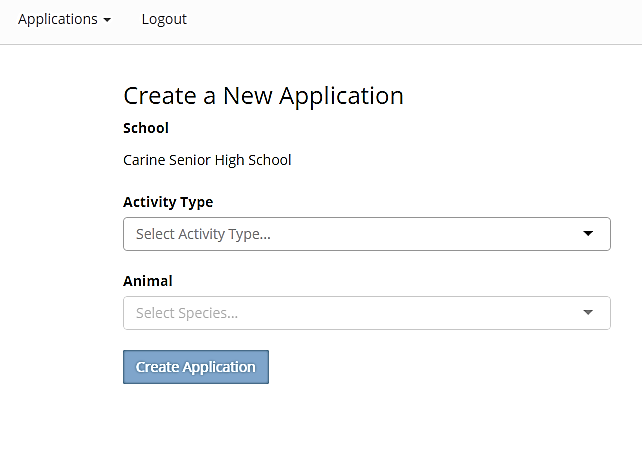 Applications Logout
Create a New Application
School
Carine Senior High School
Activity Type
Select Activity Type...
Animal
Select Species...
Create Application